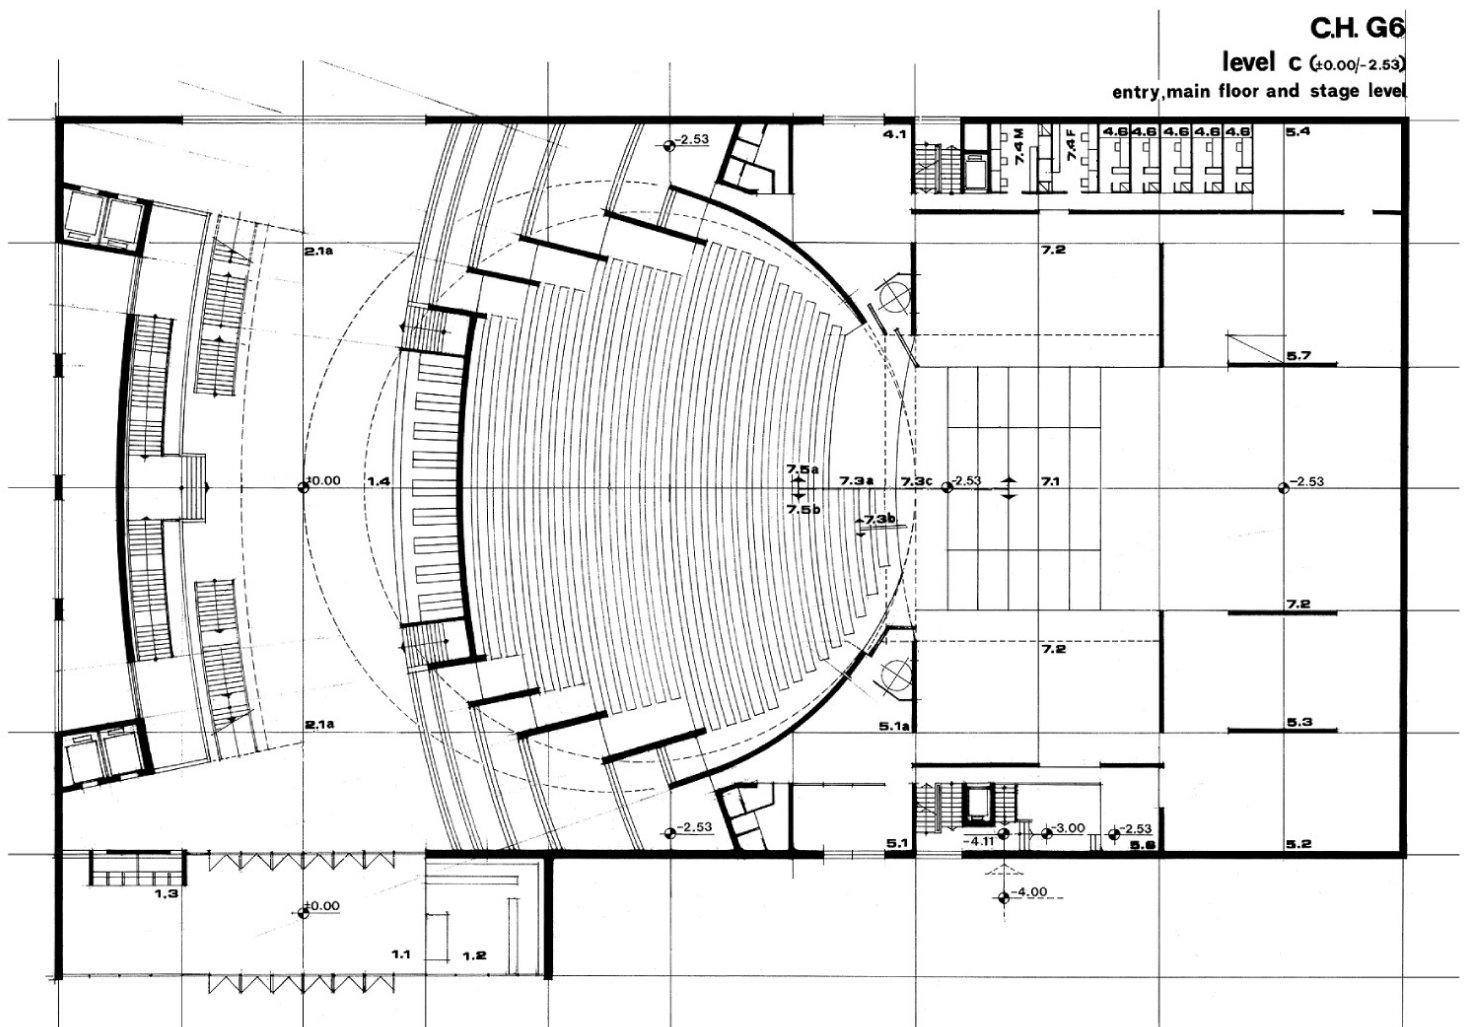 C.H. G6
level c (±0.00/-2.53)
entry,main floor and stage level
-2.53
4.1
7.4M
7.4F
4.6 4.6 4.6 4.6 4.6
5.4
2.1a
7.2
5.7
7.5a
±0.00
1.4
7.3a
7.3c
-2.53
7.1
-2.53
7.5b
7.3b
7.2
7.2
2.1a
5.1a
5.3
-2.53
-3.00
-2.53
-4.11
5.1
5.6
5.2
1.3
-4.00
±0.00
1.1
1.2